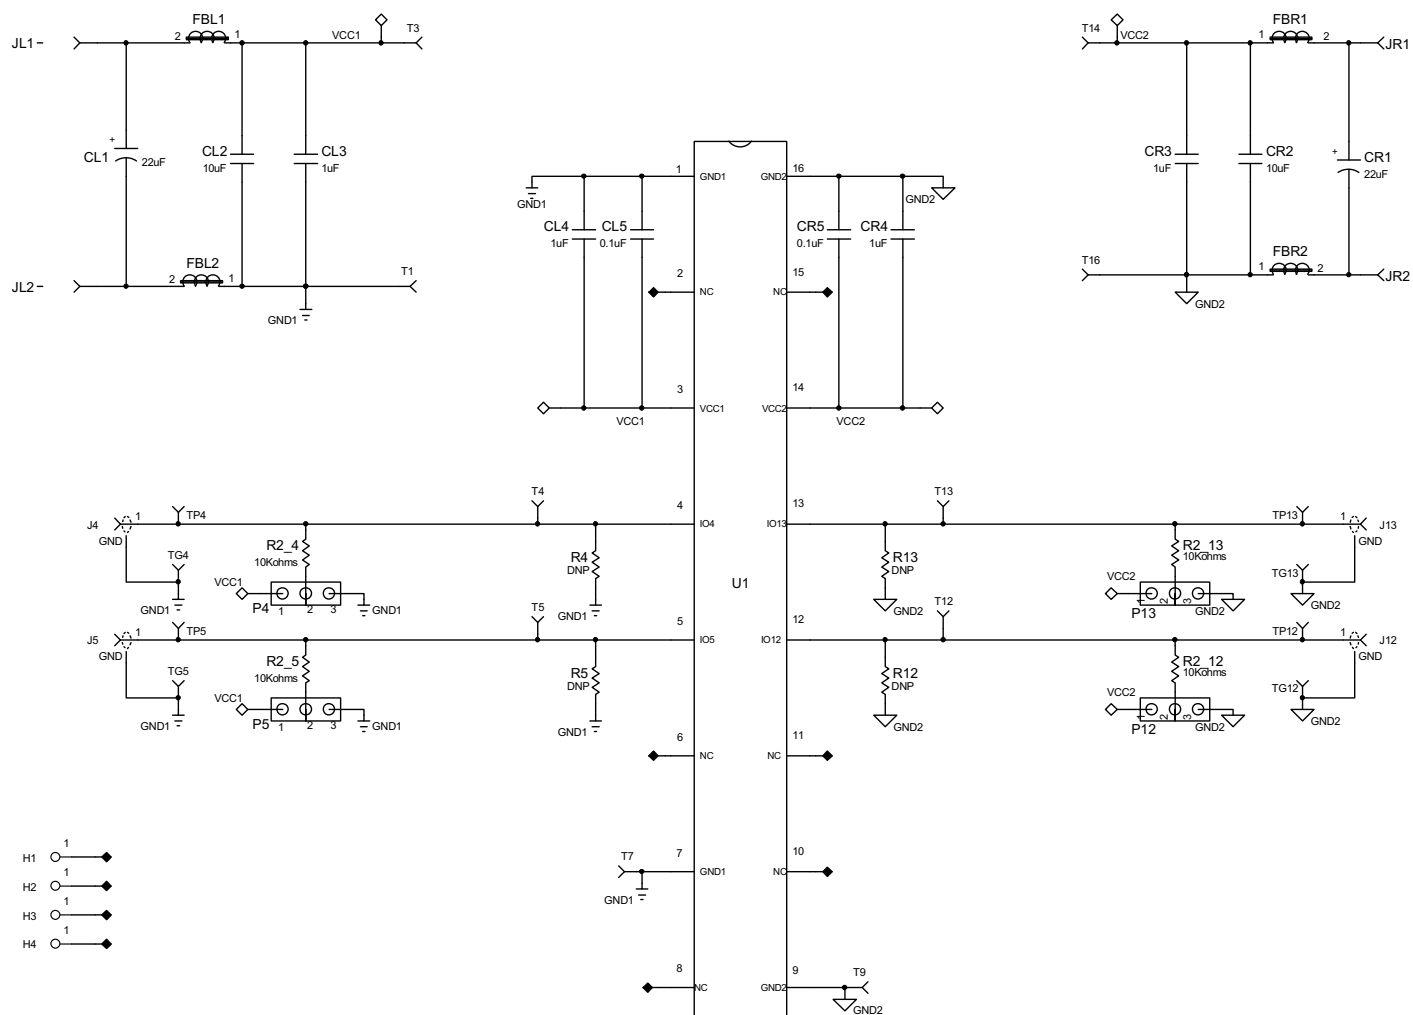 FBL1
T3
JL1
2
1
VCC1
CL1
+
22uF
CL2
10uF
CL3
1uF
FBL2
T1
JL2
2
1
GND1
FBR1
T14
VCC2
1
2
JR1
CR3
1uF
CR2
10uF
+
CR1
22uF
T16
FBR2
1
2
JR2
GND2
1
GND1
GND2
16
GND1
GND2
CL4
1uF
CL5
0.1uF
CR5
0.1uF
CR4
1uF
2
NC
NC
15
3
VCC1
VCC1
VCC2
14
VCC2
J4
1
TP4
T4
4
IO4
IO13
13
T13
TP13
1
J13
GND
TG4
GND1
R2_4
10Kohms
VCC1
P4
1
2
3
GND1
R4
DNP
GND1
U1
R13
DNP
GND2
R2_13
10Kohms
VCC2
P13
1
2
3
GND2
TG13
GND2
GND
J5
1
TP5
T5
5
IO5
IO12
12
T12
TP12
1
J12
GND
TG5
GND1
R2_5
10Kohms
VCC1
P5
1
2
3
GND1
R5
DNP
GND1
R12
DNP
GND2
R2_12
10Kohms
VCC2
P12
1
2
3
GND2
TG12
GND2
GND
6
NC
NC
11
H1
1
H2
1
H3
1
H4
1
T7
7
GND1
GND1
NC
10
8
NC
GND2
9
T9
GND2